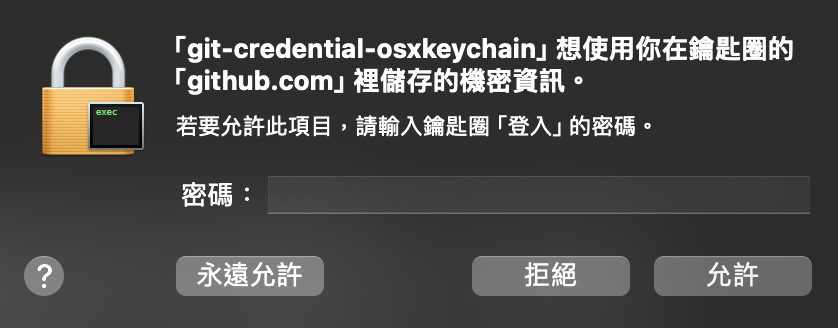 「git-credential-osxkeychain」想使用你在鑰匙圈的
「github.com」裡儲存的機密資訊。
exec
若要允許此項目，請輸入鑰匙圈「登入」的密碼。
密碼：
? 永遠允許 拒絕 允許